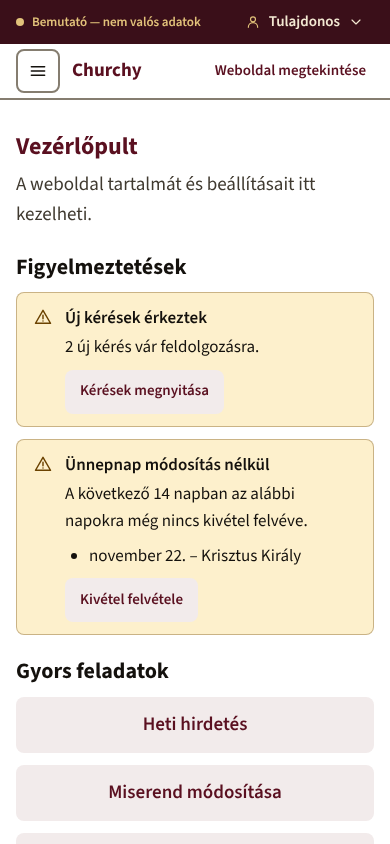 Bemutató — nem valós adatok
Tulajdonos
Churchy
Weboldal megtekintése
Vezérlőpult
A weboldal tartalmát és beállításait itt
kezelheti.
Figyelmeztetések
Új kérések érkeztek
2 új kérés vár feldolgozásra.
Kérések megnyitása
Ünnepnap módosítás nélkül
A következő 14 napban az alábbi
napokra még nincs kivétel felvéve.
• november 22. – Krisztus Király
Kivétel felvétele
Gyors feladatok
Heti hirdetés
Miserend módosítása